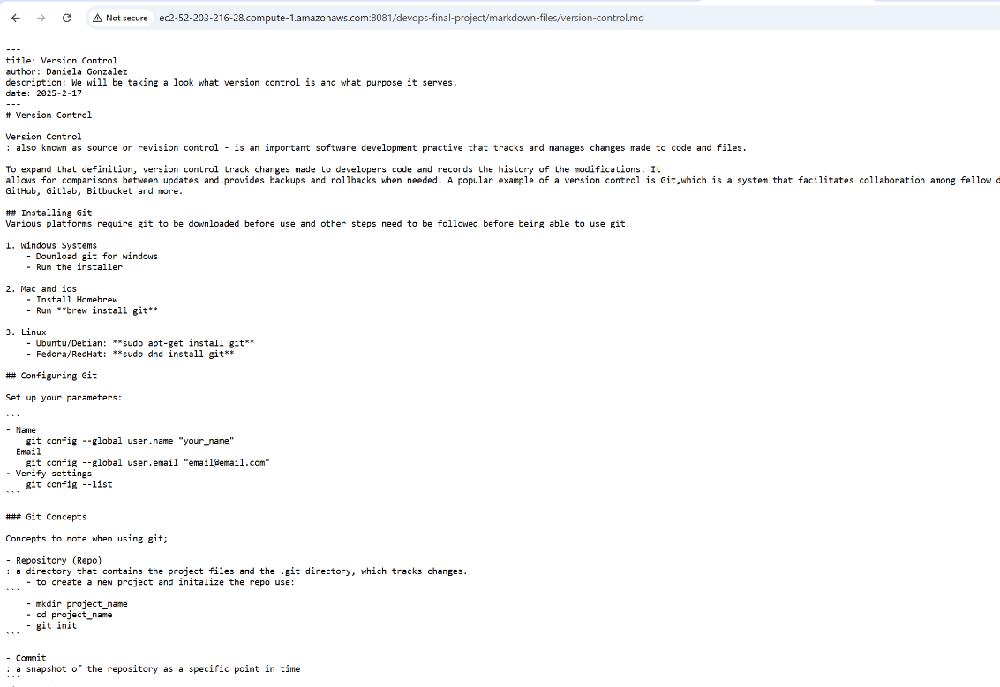 Not secure
ec2-52-203-216-28.compute-1.amazonaws.com:8081/devops-final-project/markdown-files/version-control.md
---
title: Version Control
author: Daniela Gonzalez
description: We will be taking a look what version control is and what purpose it serves.
date: 2025-2-17
---
# Version Control
Version Control
: also known as source or revision control - is an important software development practive that tracks and manages changes made to code and files.
To expand that definition, version control track changes made to developers code and records the history of the modifications. It
allows for comparisons between updates and provides backups and rollbacks when needed. A popular example of a version control is Git,which is a system that facilitates collaboration among fellow d
GitHub, Gitlab, Bitbucket and more.
## Installing Git
Various platforms require git to be downloaded before use and other steps need to be followed before being able to use git.
1. Windows Systems
    - Download git for windows
    - Run the installer
2. Mac and ios
    - Install Homebrew
    - Run **brew install git**
3. Linux
    - Ubuntu/Debian: **sudo apt-get install git**
    - Fedora/RedHat: **sudo dnd install git**
## Configuring Git
Set up your parameters:
```
- Name
    git config --global user.name "your_name"
- Email
    git config --global user.email "email@email.com"
- Verify settings
    git config --list
```
### Git Concepts
Concepts to note when using git;
- Repository (Repo)
: a directory that contains the project files and the .git directory, which tracks changes.
    - to create a new project and initalize the repo use:
```
    - mkdir project_name
    - cd project_name
    - git init
```
- Commit
: a snapshot of the repository as a specific point in time
```